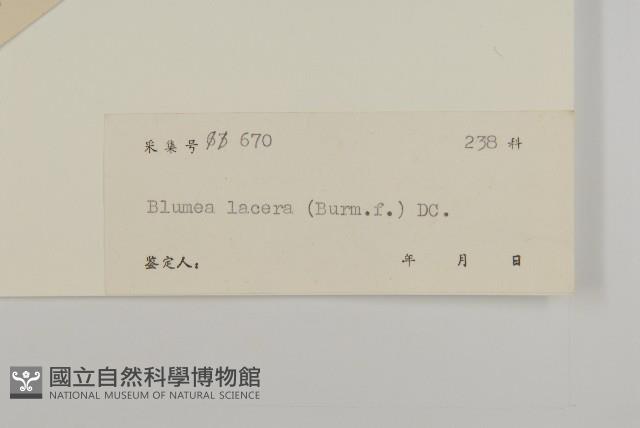 采集号 670 238 科
Blumea lacera (Burm.f.) DC.
鉴定人： 年 月 日
國立自然科學博物館
NATIONAL MUSEUM OF NATURAL SCIENCE